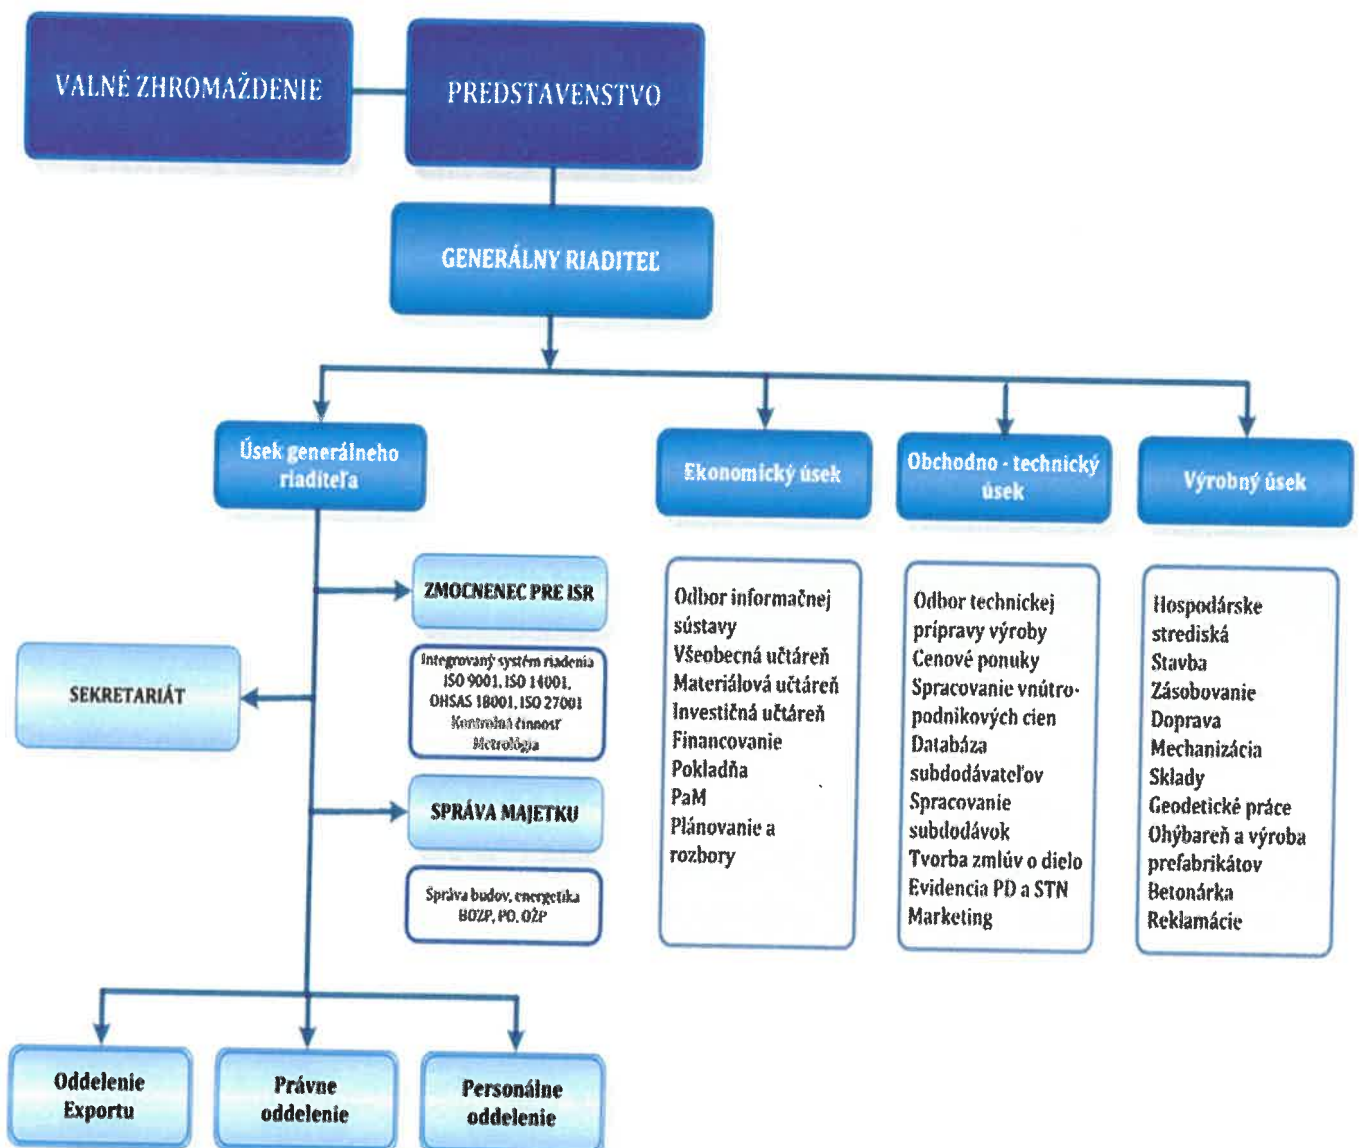 VALNÉ ZHROMAŽDENIE
PREDSTAVENSTVO
GENERÁLNY RIADITEĽ
Úsek generálneho
riaditeľa
Ekonomický úsek
Obchodno - technický
úsek
Výrobný úsek
ZMOCNENEC PRE ISR
Integrovaný systém riadenia
ISO 9001, ISO 14001,
OHSAS 18001, ISO 27001
Kontrolná činnosť
Metrológia
SEKRETARIÁT
SPRÁVA MAJETKU
Správa budov, energetika
BOZP, PO, OŽP
Odbor informačnej
sústavy
Všeobecná učtáreň
Materiálová učtáreň
Investičná učtáreň
Financovanie
Pokladňa
PaM
Plánovanie a
rozbory
Odbor technickej
prípravy výroby
Cenové ponuky
Spracovanie vnútro-
podnikových cien
Databáza
subdodávateľov
Spracovanie
subdodávok
Tvorba zmlúv o dielo
Evidencia PD a STN
Marketing
Hospodárske
strediská
Stavba
Zásobovanie
Doprava
Mechanizácia
Sklady
Geodetické práce
Ohýbareň a výroba
prefabrikátov
Betonárka
Reklamácie
Oddelenie
Exportu
Právne
oddelenie
Personálne
oddelenie